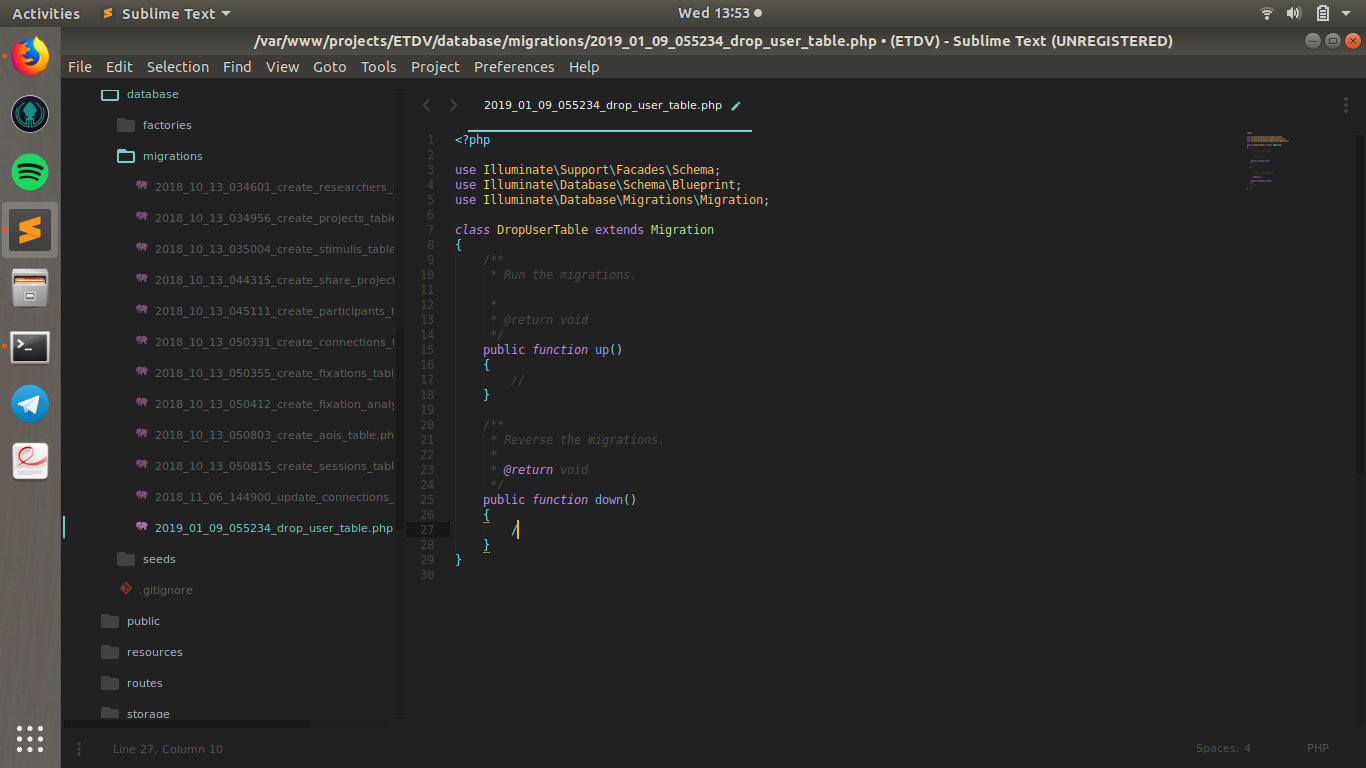 Activities Sublime Text Wed 13:53
/var/www/projects/ETDV/database/migrations/2019_01_09_055234_drop_user_table.php • (ETDV) - Sublime Text (UNREGISTERED)
File Edit Selection Find View Goto Tools Project Preferences Help
database
factories
migrations
2018_10_13_034601_create_researchers_
2018_10_13_034956_create_projects_table
2018_10_13_035004_create_stimulis_table
2018_10_13_044315_create_share_project
2018_10_13_045111_create_participants_t
2018_10_13_050331_create_connections_t
2018_10_13_050355_create_fixations_tabl
2018_10_13_050412_create_fixation_analy
2018_10_13_050803_create_aois_table.ph
2018_10_13_050815_create_sessions_tabl
2018_11_06_144900_update_connections_
2019_01_09_055234_drop_user_table.php
seeds
.gitignore
public
resources
routes
storage
2019_01_09_055234_drop_user_table.php
1 <?php
2
3 use Illuminate\Support\Facades\Schema;
4 use Illuminate\Database\Schema\Blueprint;
5 use Illuminate\Database\Migrations\Migration;
6
7 class DropUserTable extends Migration
8 {
9 /**
10 * Run the migrations.
11
12 *
13 * @return void
14 */
15 public function up()
16 {
17 //
18 }
19
20 /**
21 * Reverse the migrations.
22 *
23 * @return void
24 */
25 public function down()
26 {
27 /
28 }
29 }
30
Line 27, Column 10 Spaces: 4 PHP